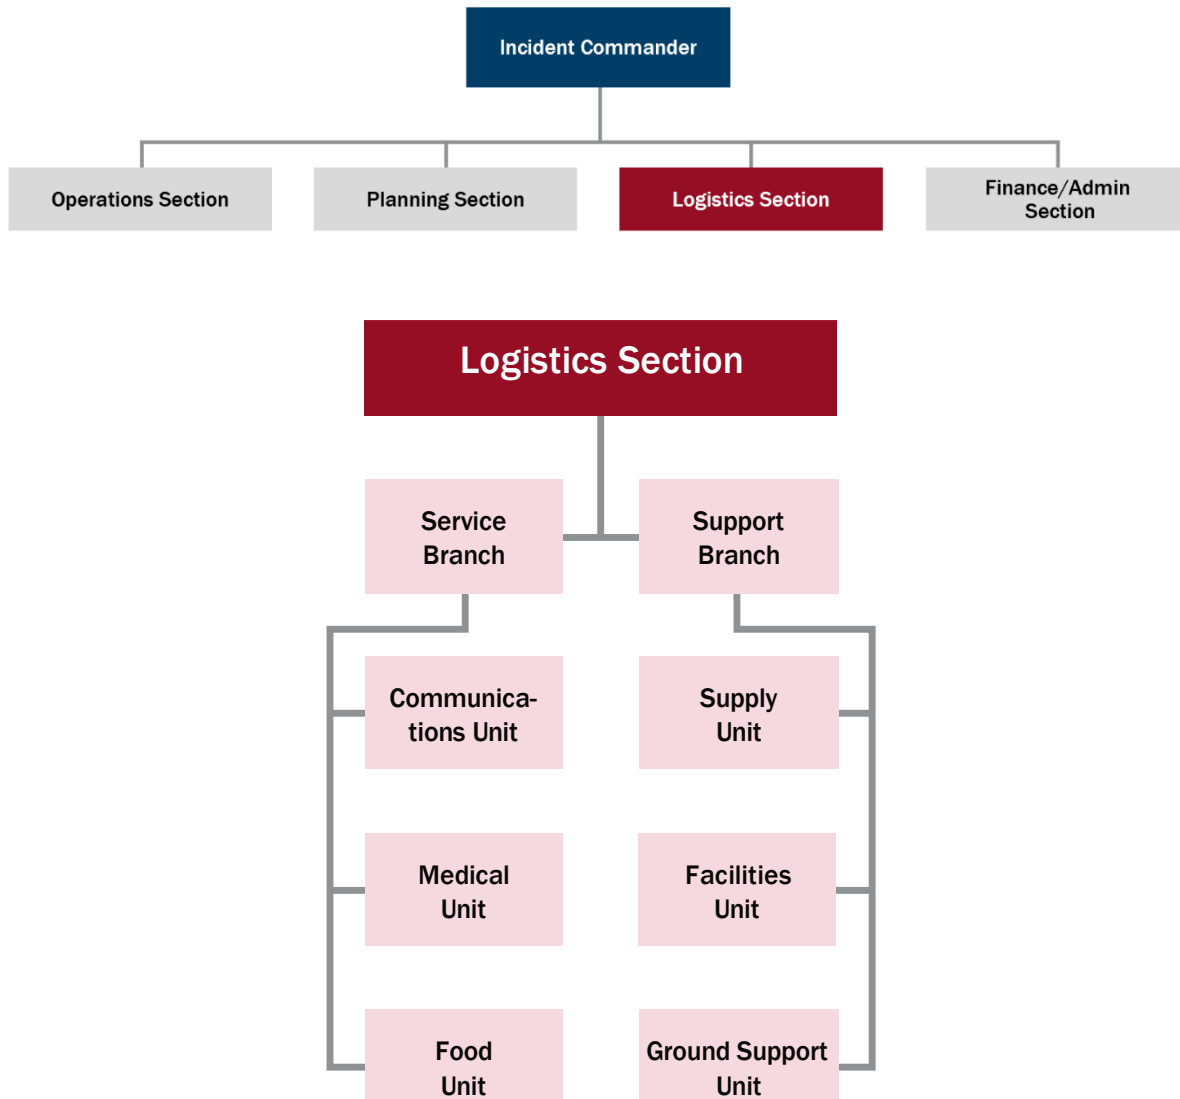 Incident Commander
Operations Section
Planning Section
Logistics Section
Finance/Admin
Section
Logistics Section
Service
Branch
Support
Branch
Communica-
tions Unit
Supply
Unit
Medical
Unit
Facilities
Unit
Food
Unit
Ground Support
Unit